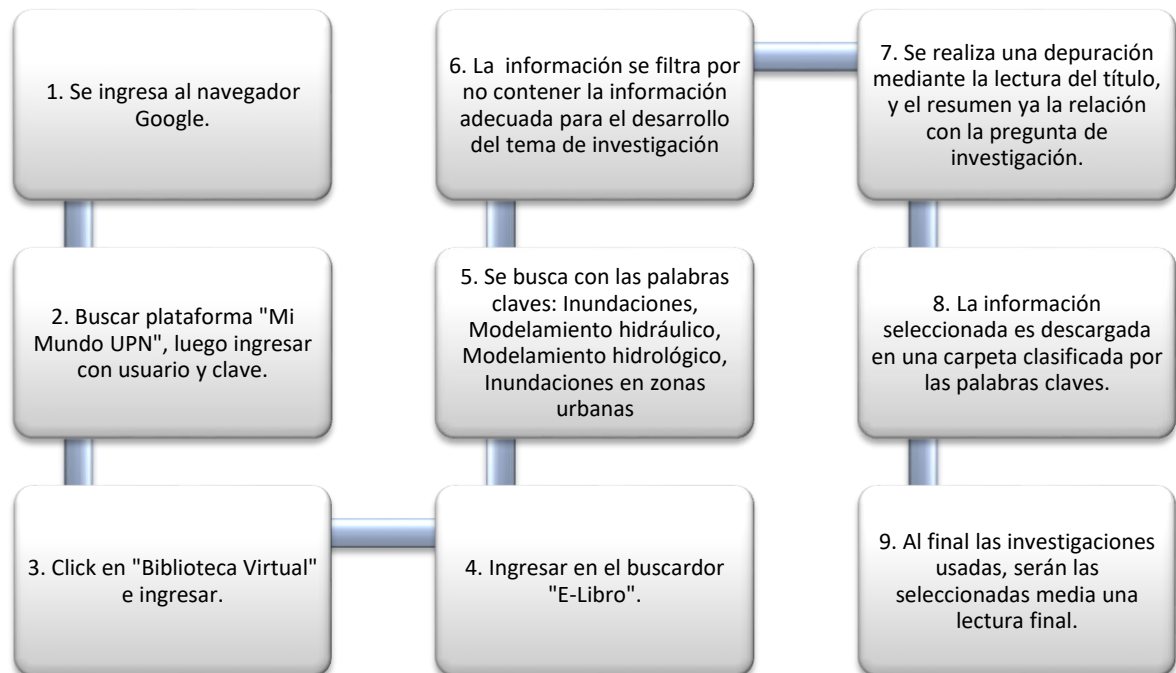 1. Se ingresa al navegador
Google.
2. Buscar plataforma "Mi
Mundo UPN", luego ingresar
con usuario y clave.
3. Click en "Biblioteca Virtual"
e ingresar.
4. Ingresar en el buscardor
"E-Libro".
5. Se busca con las palabras
claves: Inundaciones,
Modelamiento hidráulico,
Modelamiento hidrológico,
Inundaciones en zonas
urbanas
6. La  información se filtra por
no contener la información
adecuada para el desarrollo
del tema de investigación
7. Se realiza una depuración
mediante la lectura del título,
y el resumen ya la relación
con la pregunta de
investigación.
8. La información
seleccionada es descargada
en una carpeta clasificada por
las palabras claves.
9. Al final las investigaciones
usadas, serán las
seleccionadas media una
lectura final.